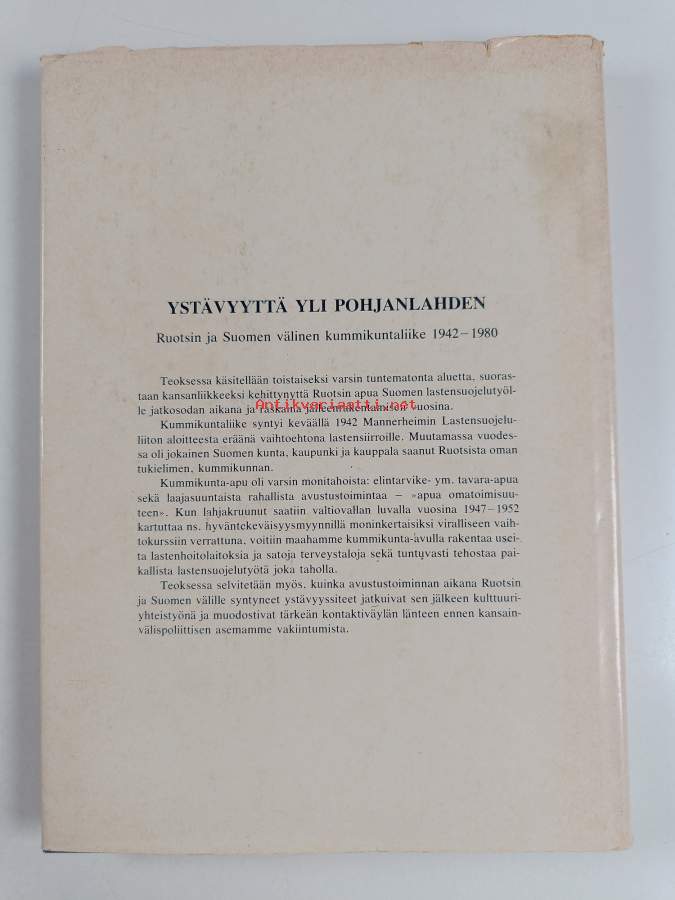 YSTÄVYYTTÄ YLI POHJANLAHDEN
Ruotsin ja Suomen välinen kummikuntaliike 1942–1980
Teoksessa käsitellään toistaiseksi varsin tuntematonta aluetta, suoras-
taan kansanliikkeeksi kehittynyttä Ruotsin apua Suomen lastensuojelutyöl-
le jatkosodan aikana ja raskaina jälleenrakentamisen vuosina.
Antikvariaatti.net
Kummikuntaliike syntyi keväällä 1942 Mannerheimin Lastensuojelu-
liiton aloitteesta eräänä vaihtoehtona lastensiirroille. Muutamassa vuodes-
sa oli jokainen Suomen kunta, kaupunki ja kauppala saanut Ruotsista oman
tukielimen, kummikunnan.
Kummikunta-apu oli varsin monitahoista: elintarvike- ym. tavara-apua
sekä laajasuuntaista rahallista avustustoimintaa – »apua omatoimisuu-
teen». Kun lahjakruunut saatiin valtiovallan luvalla vuosina 1947–1952
kartuttaa ns. hyväntekeväisyysmyynnillä moninkertaisiksi viralliseen vaih-
tokurssiin verrattuna, voitiin maahamme kummikunta-avulla rakentaa usei-
ta lastenhoitolaitoksia ja satoja terveystaloja sekä tuntuvasti tehostaa pai-
kallista lastensuojelutyötä joka taholla.
Teoksessa selvitetään myös, kuinka avustustoiminnan aikana Ruotsin
ja Suomen välille syntyneet ystävyyssiteet jatkuivat sen jälkeen kulttuuri-
yhteistyönä ja muodostivat tärkeän kontaktiväylän länteen ennen kansain-
välispoliittisen asemamme vakiintumista.